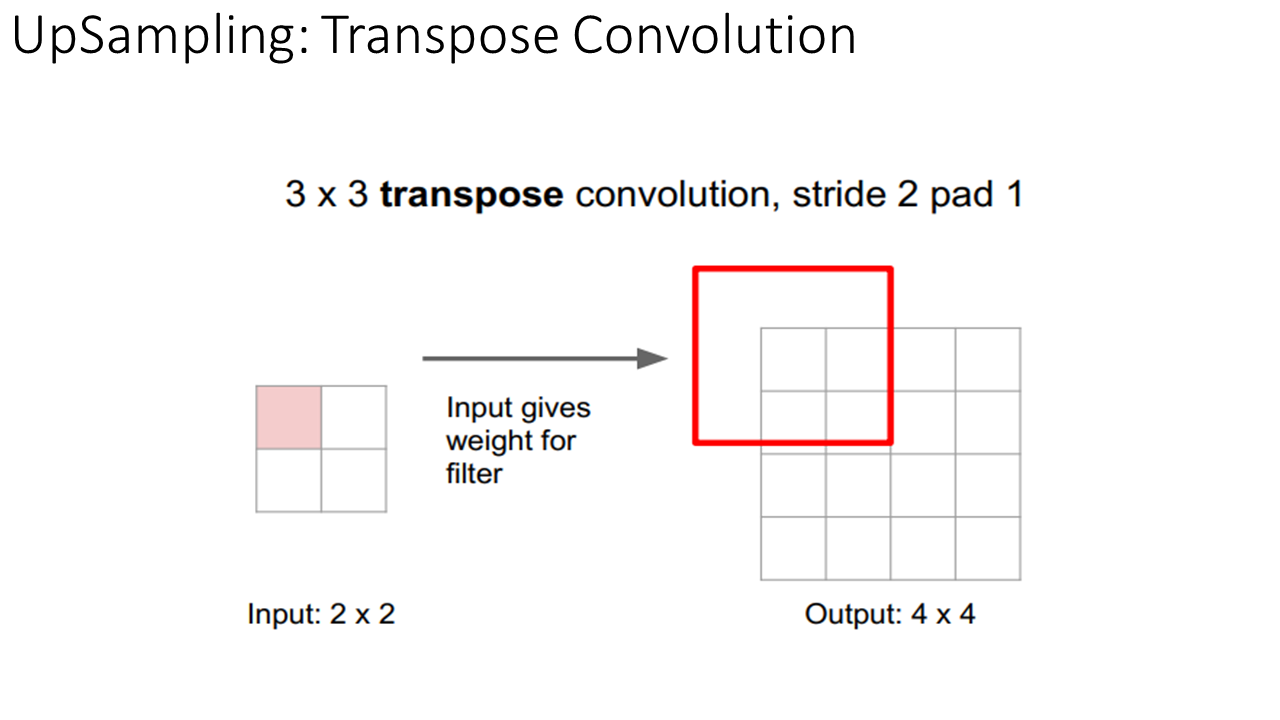 UpSampling: Transpose Convolution
3 x 3 transpose convolution, stride 2 pad 1
Input gives
weight for
filter
Input: 2 x 2
Output: 4 x 4